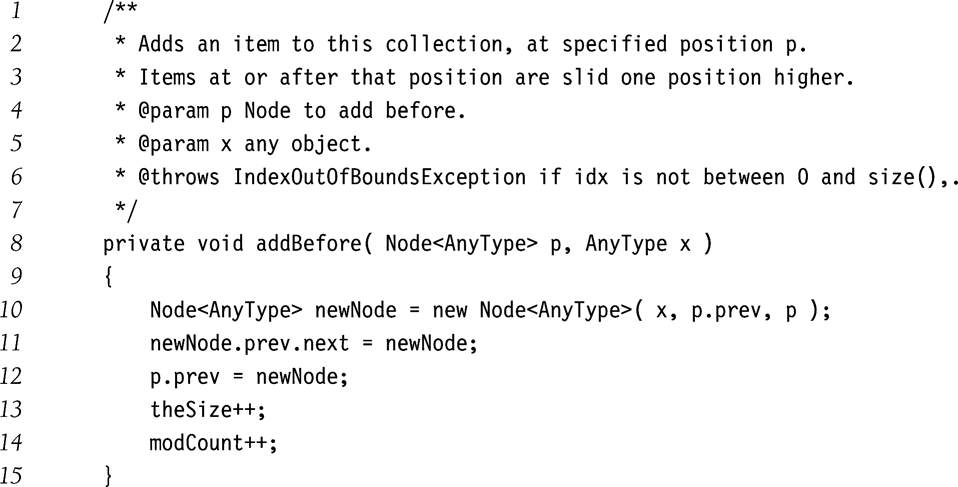 1 /**
2 * Adds an item to this collection, at specified position p.
3 * Items at or after that position are slid one position higher.
4 * @param p Node to add before.
5 * @param x any object.
6 * @throws IndexOutOfBoundsException if idx is not between 0 and size(),.
7 */
8 private void addBefore( Node<AnyType> p, AnyType x )
9 {
10 Node<AnyType> newNode = new Node<AnyType>( x, p.prev, p );
11 newNode.prev.next = newNode;
12 p.prev = newNode;
13 theSize++;
14 modCount++;
15 }